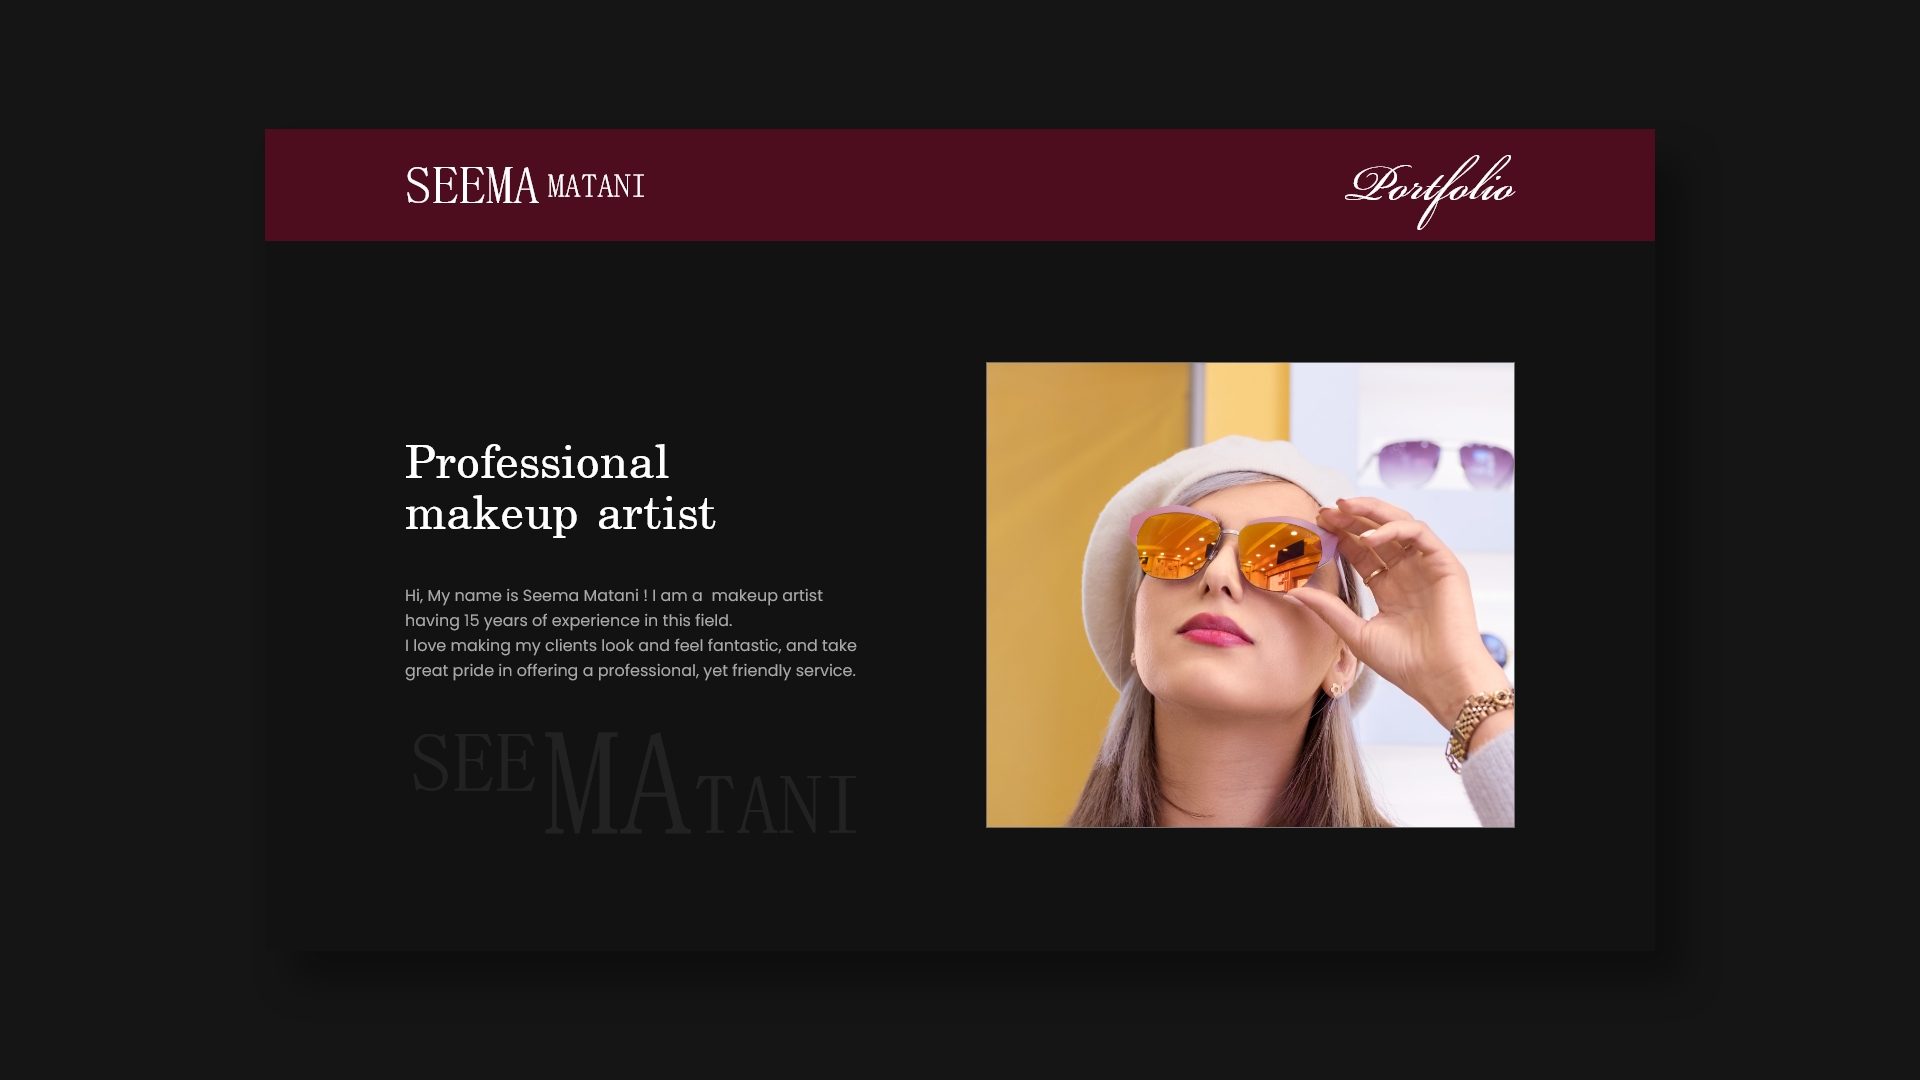 SEEMA MATANI
Portfolio
Professional
makeup artist
Hi, My name is Seema Matani ! I am a  makeup artist
having 15 years of experience in this field.
I love making my clients look and feel fantastic, and take
great pride in offering a professional, yet friendly service.
SEEMATANI